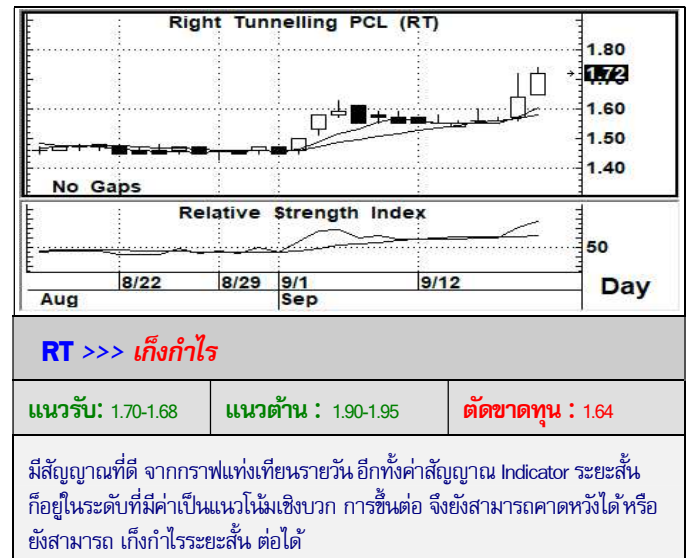 Right Tunnelling PCL (RT)
1.80
1.72
1.60
1.50
1.40
No Gaps
Relative Strength Index
50
8/22 8/29 9/1 9/12
Aug Sep
Day
RT >>> เก็งกำไร
แนวรับ: 1.70-1.68 แนวต้าน : 1.90-1.95 ตัดขาดทุน : 1.64
มีสัญญาณที่ดี จากกราฟแท่งเทียนรายวัน อีกทั้งค่าสัญญาณ Indicator ระยะสั้น
ก็อยู่ในระดับที่มีค่าเป็นแนวโน้มเชิงบวก การขึ้นต่อ จึงยังสามารถคาดหวังได้ หรือ
ยังสามารถ เก็งกำไรระยะสั้น ต่อได้